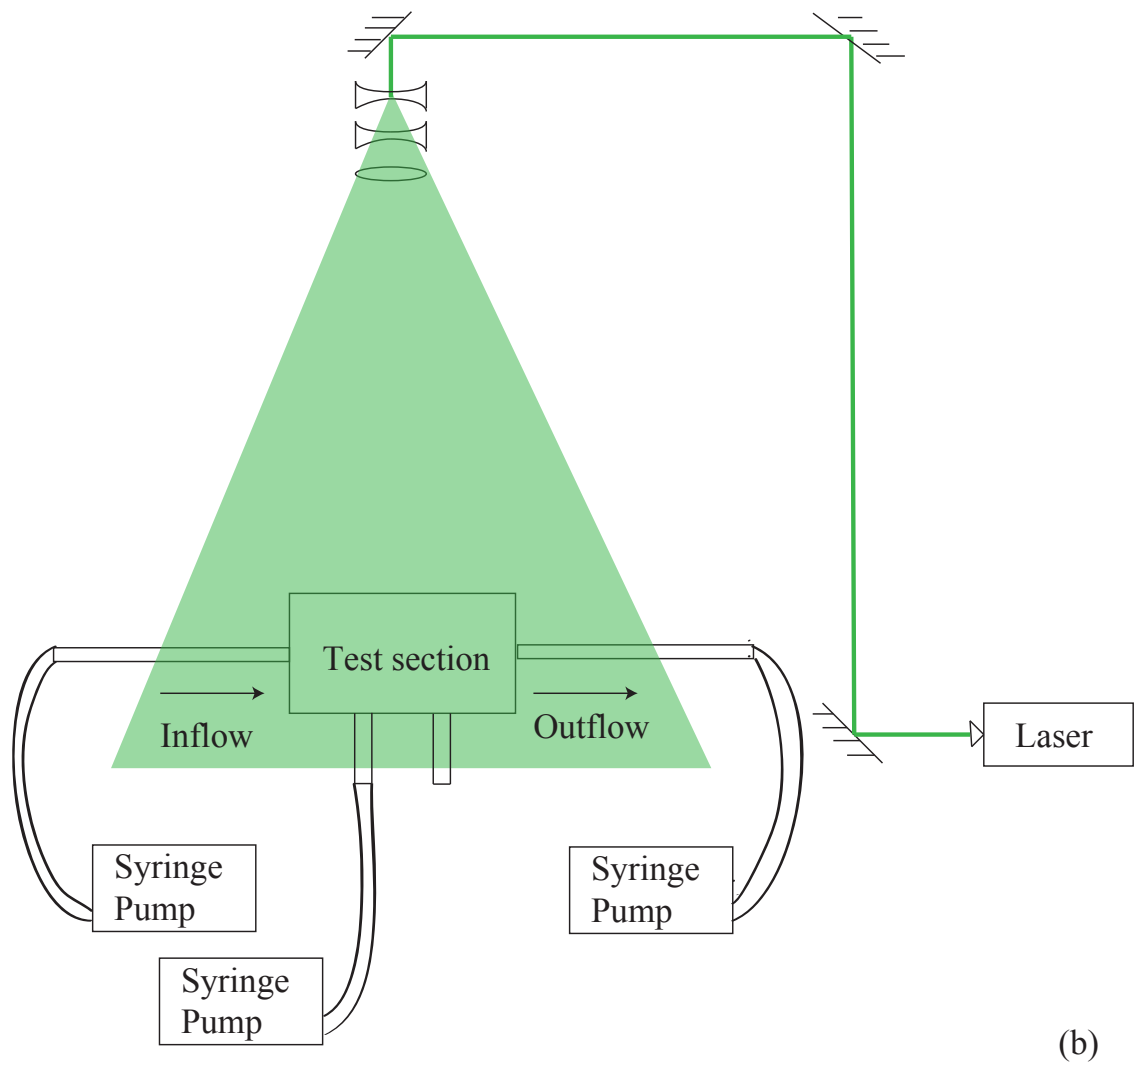 Test section
Inflow
Outflow
Laser
Syringe
Pump
Syringe
Pump
Syringe
Pump
(b)